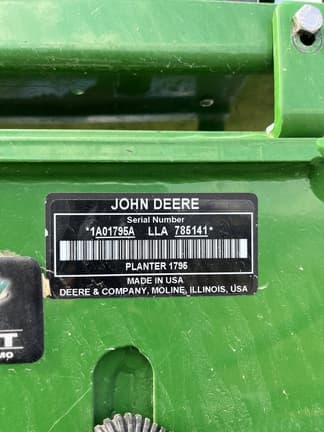 JOHN DEERE
Serial Number
*1A01795A LLA 785141*
PLANTER 1795
MADE IN USA
DEERE & COMPANY, MOLINE, ILLINOIS, USA